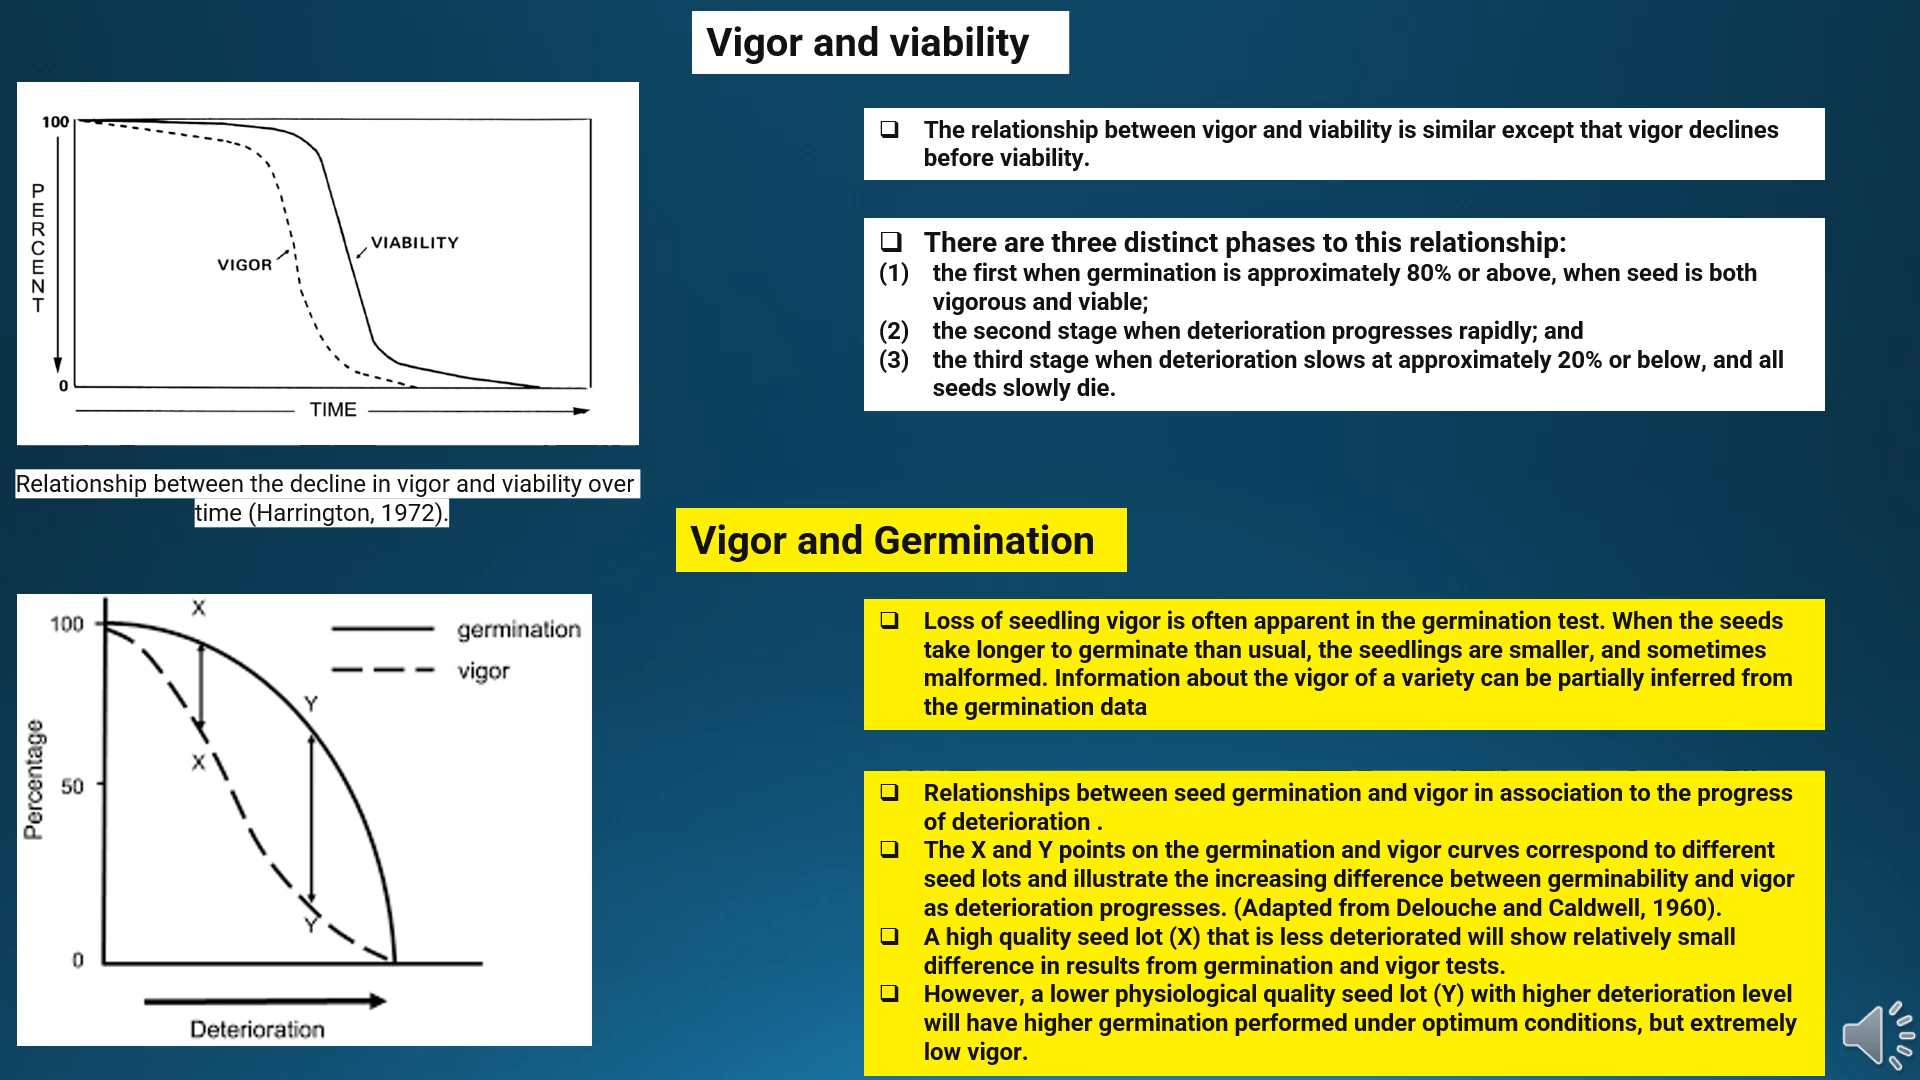 Vigor and viability
100
PERCENT
VIGOR
VIABILITY
0
TIME
Relationship between the decline in vigor and viability over
time (Harrington, 1972).
❑ The relationship between vigor and viability is similar except that vigor declines
before viability.
❑ There are three distinct phases to this relationship:
(1) the first when germination is approximately 80% or above, when seed is both
vigorous and viable;
(2) the second stage when deterioration progresses rapidly; and
(3) the third stage when deterioration slows at approximately 20% or below, and all
seeds slowly die.
Vigor and Germination
X
100
germination
vigor
Y
X
50
Percentage
Y
0
Deterioration
❑ Loss of seedling vigor is often apparent in the germination test. When the seeds
take longer to germinate than usual, the seedlings are smaller, and sometimes
malformed. Information about the vigor of a variety can be partially inferred from
the germination data
❑ Relationships between seed germination and vigor in association to the progress
of deterioration .
❑ The X and Y points on the germination and vigor curves correspond to different
seed lots and illustrate the increasing difference between germinability and vigor
as deterioration progresses. (Adapted from Delouche and Caldwell, 1960).
❑ A high quality seed lot (X) that is less deteriorated will show relatively small
difference in results from germination and vigor tests.
❑ However, a lower physiological quality seed lot (Y) with higher deterioration level
will have higher germination performed under optimum conditions, but extremely
low vigor.